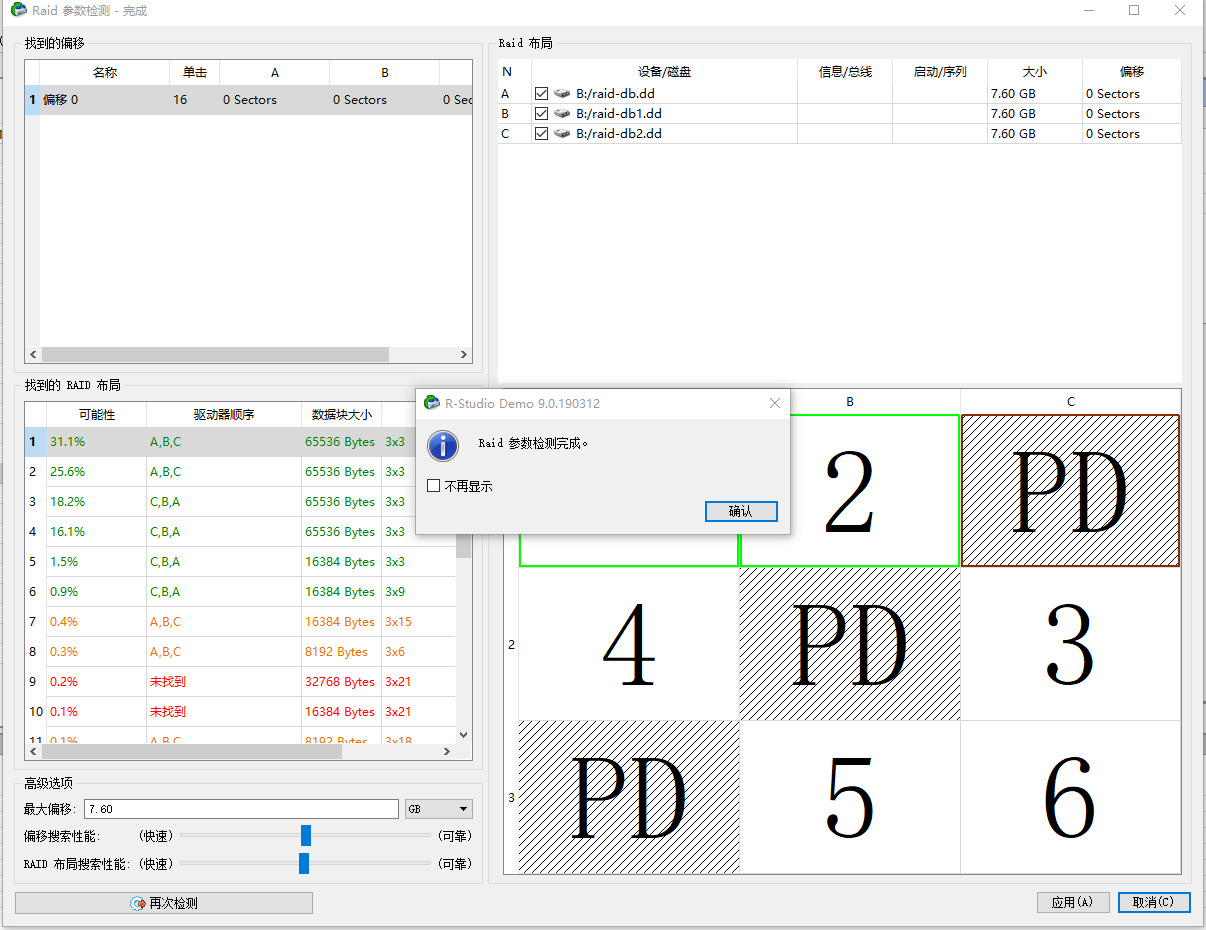 Raid 参数检测 - 完成
找到的偏移
名称 单击 A B
1 偏移 0 16 0 Sectors 0 Sectors 0 Sec
Raid 布局
N 设备/磁盘 信息/总线 启动/序列 大小 偏移
A B:/raid-db.dd 7.60 GB 0 Sectors
B B:/raid-db1.dd 7.60 GB 0 Sectors
C B:/raid-db2.dd 7.60 GB 0 Sectors
找到的 RAID 布局
可能性 驱动器顺序 数据块大小
1 31.1% A,B,C 65536 Bytes 3x3
2 25.6% A,B,C 65536 Bytes 3x3
3 18.2% C,B,A 65536 Bytes 3x3
4 16.1% C,B,A 65536 Bytes 3x3
5 1.5% C,B,A 16384 Bytes 3x3
6 0.9% C,B,A 16384 Bytes 3x9
7 0.4% A,B,C 16384 Bytes 3x15
8 0.3% A,B,C 8192 Bytes 3x6
9 0.2% 未找到 32768 Bytes 3x21
10 0.1% 未找到 16384 Bytes 3x21
11 0.1% A,B,C 8192 Bytes 3x18
R-Studio Demo 9.0.190312
Raid 参数检测完成。
不再显示
确认
B C
2 PD
2 4 PD 3
3 PD 5 6
高级选项
最大偏移: 7.60 GB
偏移搜索性能: (快速) (可靠)
RAID 布局搜索性能: (快速) (可靠)
再次检测
应用(A) 取消(C)